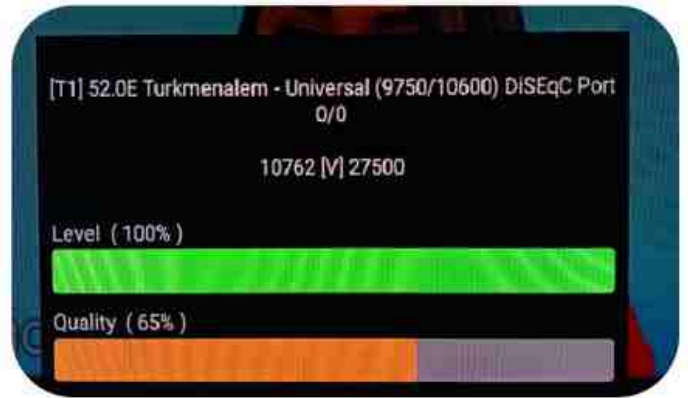 [T1] 52.0E Turkmenalem - Universal (9750/10600) DiSEqC Port
0/0
10762 [V] 27500
Level ( 100% )
Quality ( 65% )